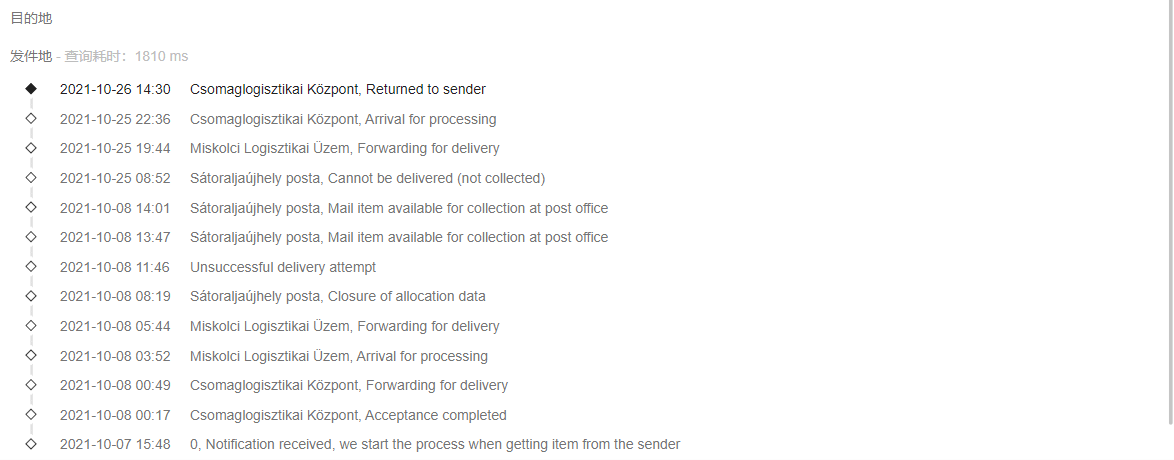 目的地
发件地 - 查询耗时：1810 ms
2021-10-26 14:30 Csomaglogisztikai Központ, Returned to sender
2021-10-25 22:36 Csomaglogisztikai Központ, Arrival for processing
2021-10-25 19:44 Miskolci Logisztikai Üzem, Forwarding for delivery
2021-10-25 08:52 Sátoraljaújhely posta, Cannot be delivered (not collected)
2021-10-08 14:01 Sátoraljaújhely posta, Mail item available for collection at post office
2021-10-08 13:47 Sátoraljaújhely posta, Mail item available for collection at post office
2021-10-08 11:46 Unsuccessful delivery attempt
2021-10-08 08:19 Sátoraljaújhely posta, Closure of allocation data
2021-10-08 05:44 Miskolci Logisztikai Üzem, Forwarding for delivery
2021-10-08 03:52 Miskolci Logisztikai Üzem, Arrival for processing
2021-10-08 00:49 Csomaglogisztikai Központ, Forwarding for delivery
2021-10-08 00:17 Csomaglogisztikai Központ, Acceptance completed
2021-10-07 15:48 0, Notification received, we start the process when getting item from the sender